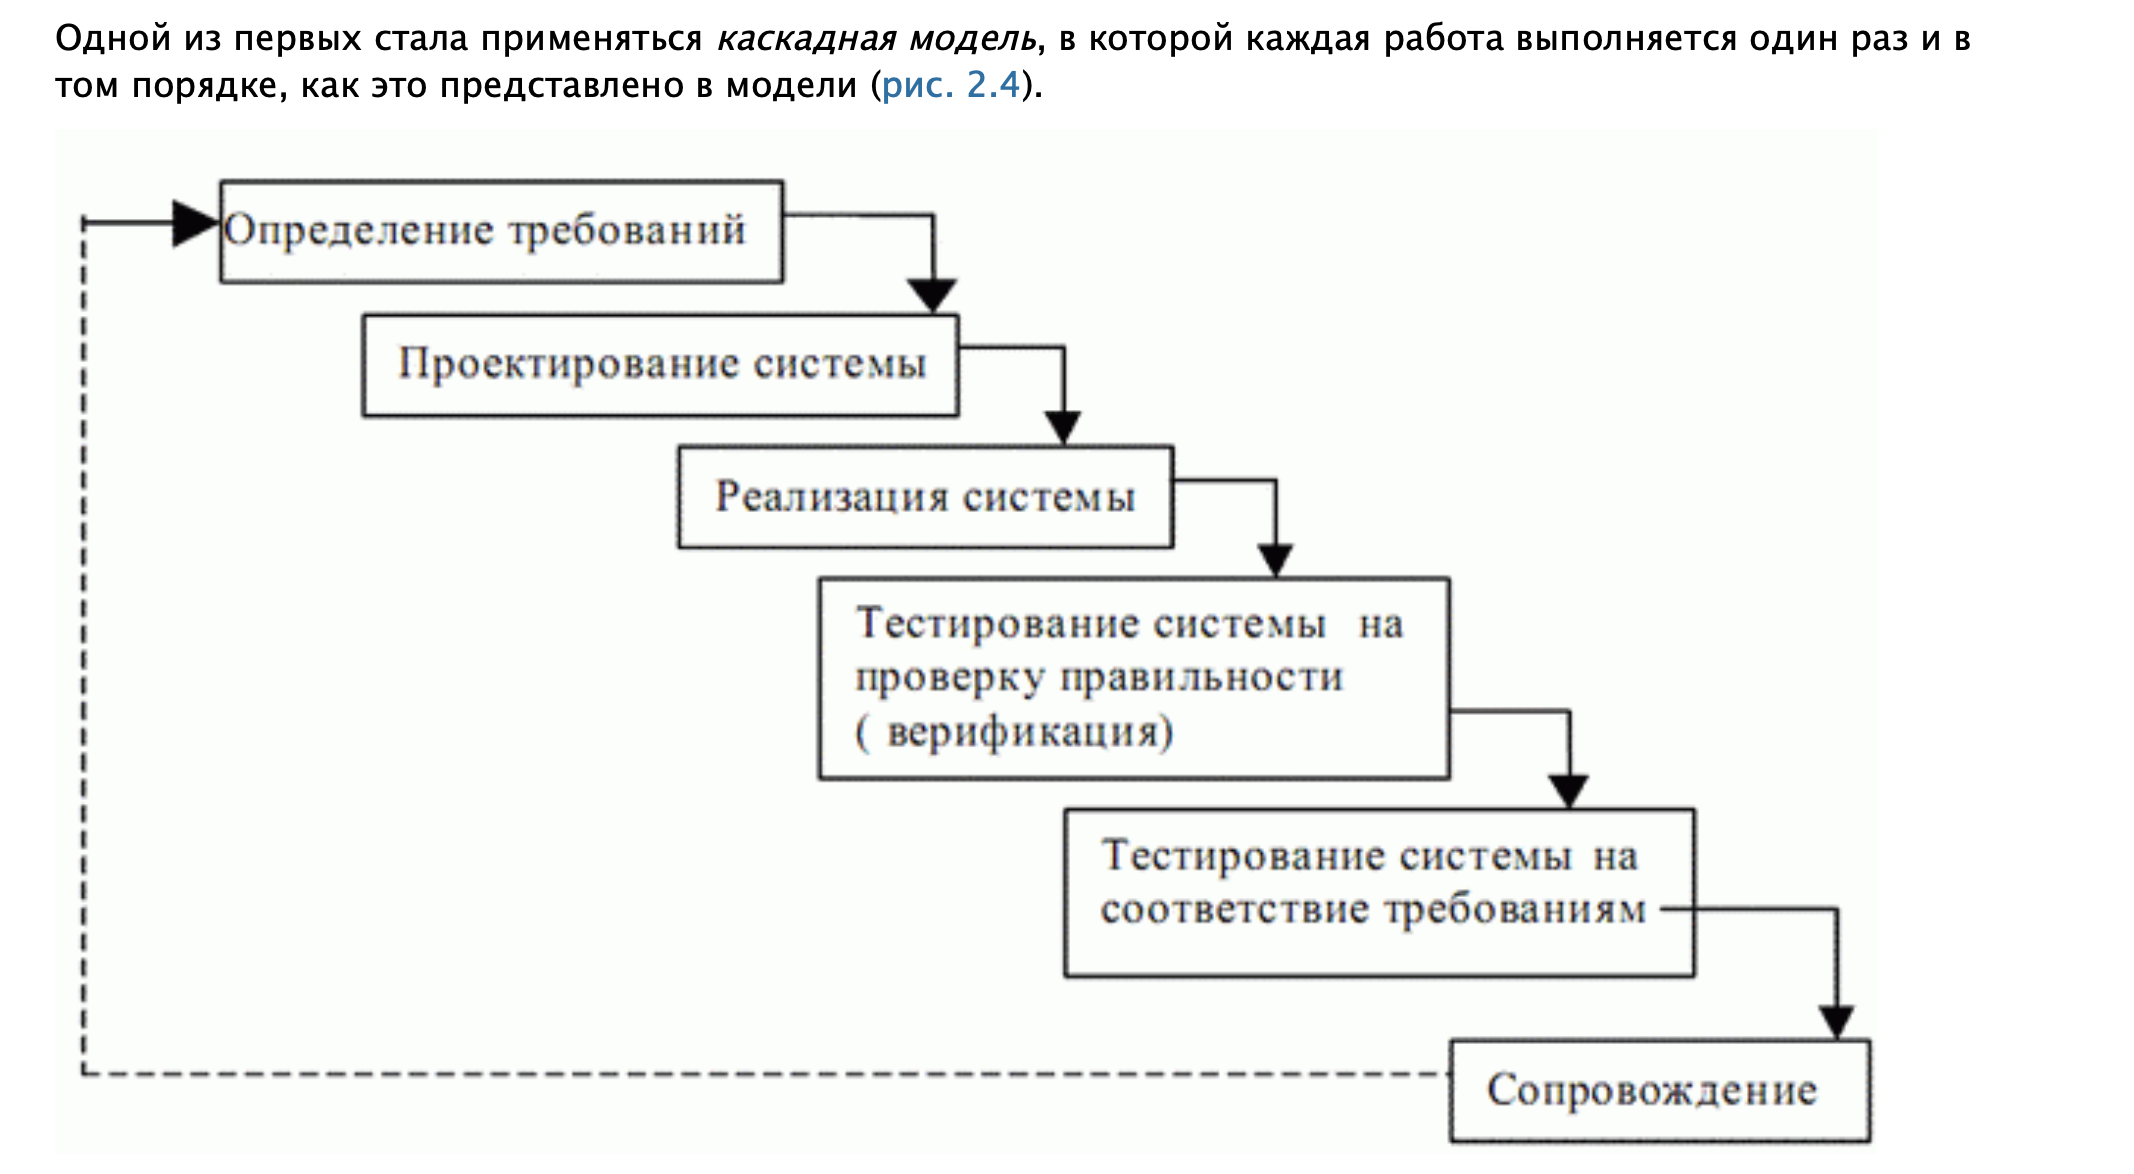 Одной из первых стала применяться каскадная модель, в которой каждая работа выполняется один раз и в
том порядке, как это представлено в модели (рис. 2.4).
Определение требований
Проектирование системы
Реализация системы
Тестирование системы на
проверку правильности
( верификация)
Тестирование системы на
соответствие требованиям
Сопровождение